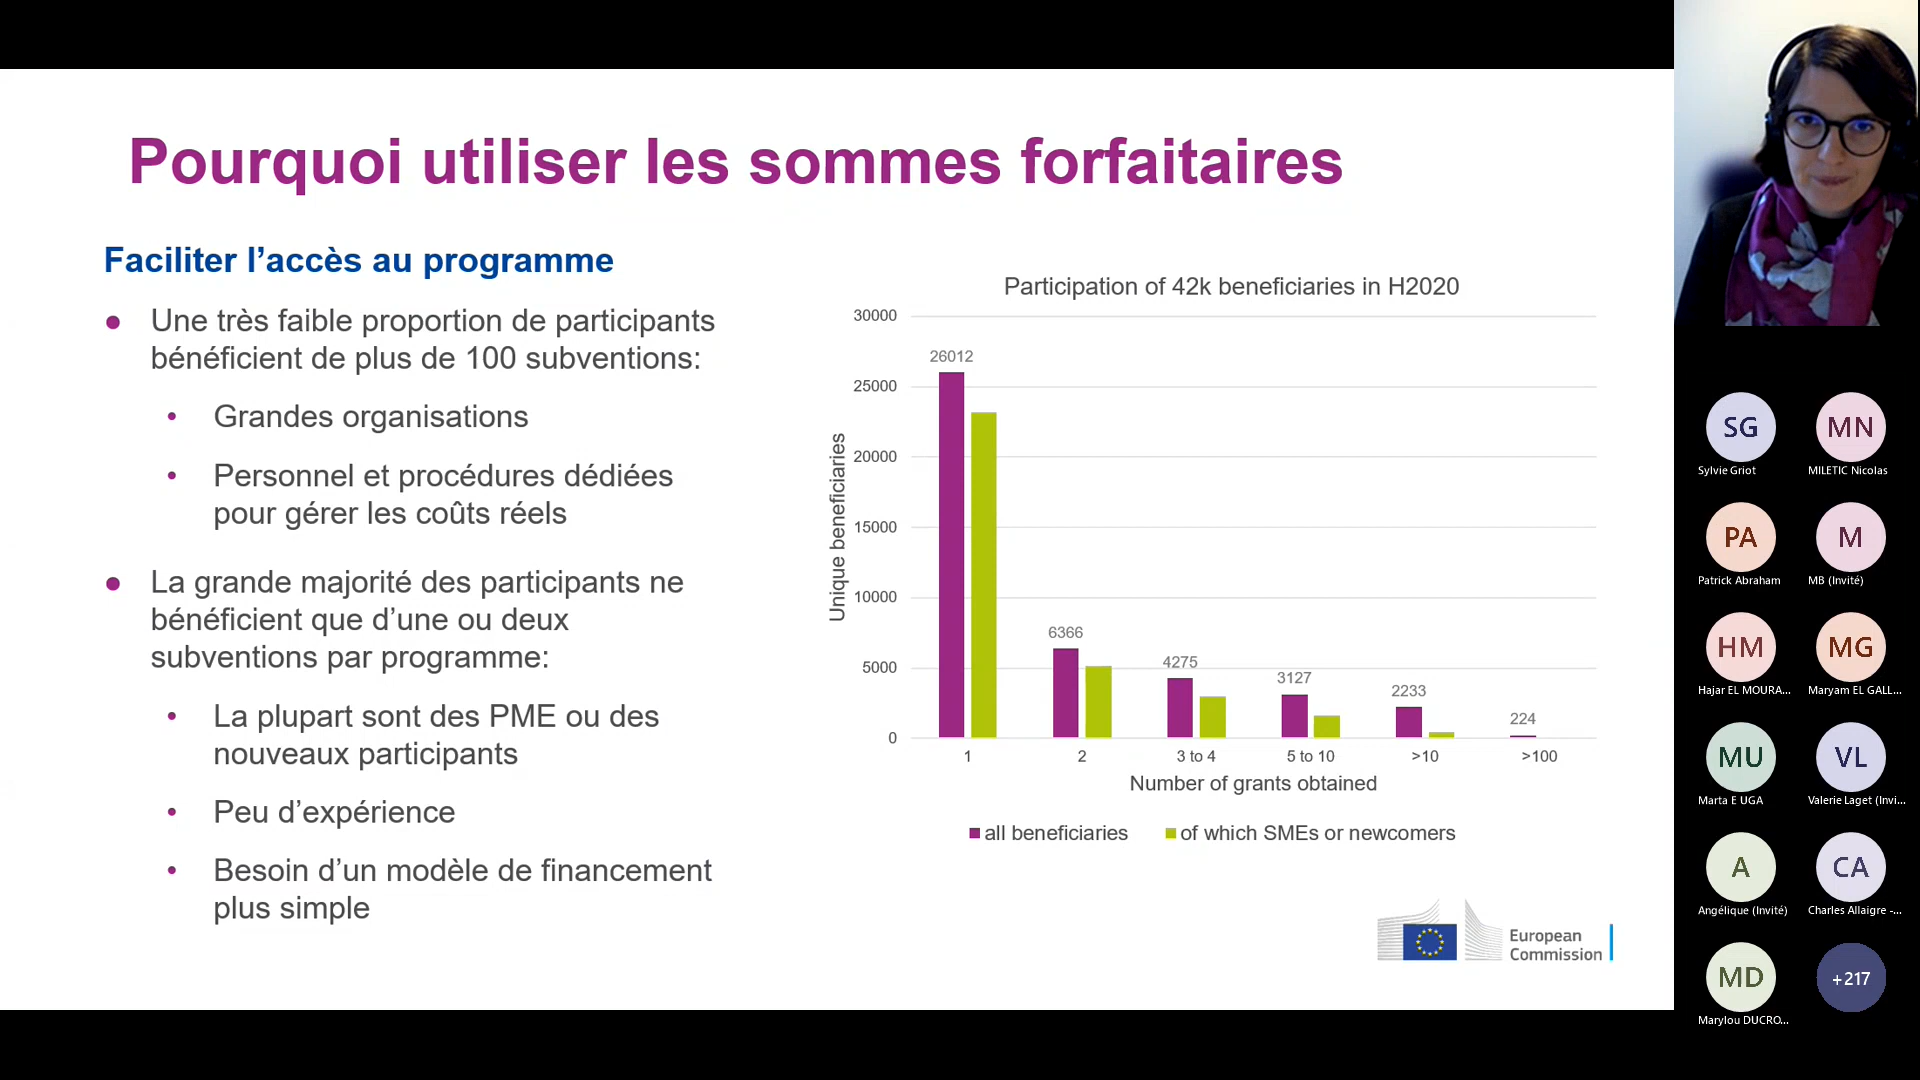 Pourquoi utiliser les sommes forfaitaires
Faciliter l’accès au programme
● Une très faible proportion de participants
bénéficient de plus de 100 subventions:
• Grandes organisations
• Personnel et procédures dédiées
pour gérer les coûts réels
● La grande majorité des participants ne
bénéficient que d’une ou deux
subventions par programme:
• La plupart sont des PME ou des
nouveaux participants
• Peu d’expérience
• Besoin d’un modèle de financement
plus simple
Participation of 42k beneficiaries in H2020
Unique beneficiaries
30000
25000
20000
15000
10000
5000
0
26012
6366
4275
3127
2233
224
1
2
3 to 4
5 to 10
>10
>100
Number of grants obtained
all beneficiaries
of which SMEs or newcomers
European
Commission
SG
Sylvie Griot
MN
MILETIC Nicolas
PA
Patrick Abraham
M
MB (Invité)
HM
Hajar EL MOURA...
MG
Maryam EL GALL...
MU
Marta E UGA
VL
Valerie Laget (Invi...
A
Angélique (Invité)
CA
Charles Allaigre -...
MD
Marylou DUCRO...
+217